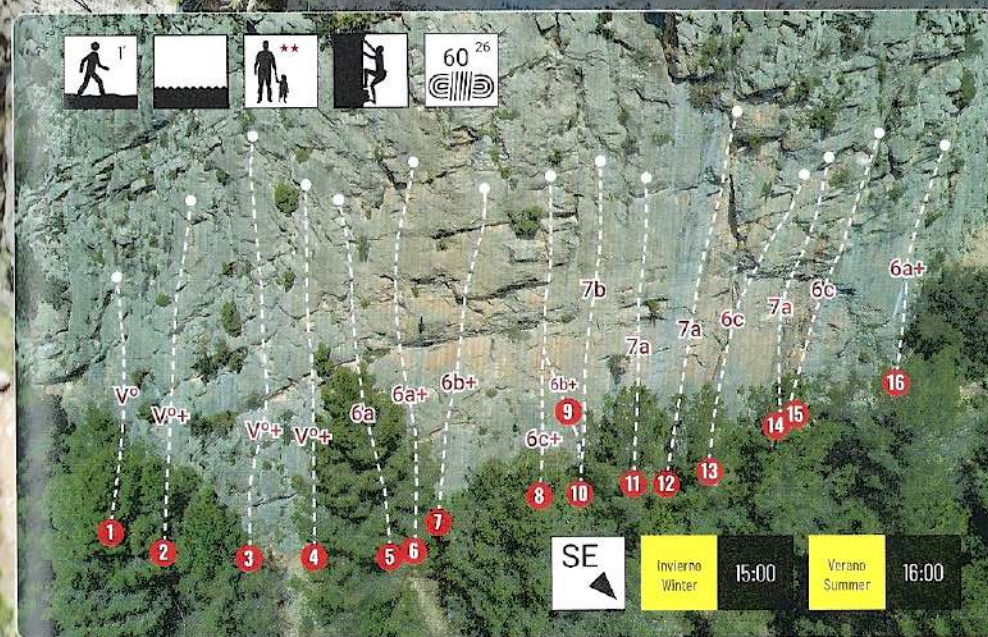 1'
★★
60 26
Vº
Vº+
Vº+
Vº+
6a
6a+
6b+
6c+
6b+
7b
7a
7a
6c
7a
6c
6a+
1
2
3
4
5
6
7
8
9
10
11
12
13
14
15
16
SE
Invierno
Winter
15:00
Verano
Summer
16:00